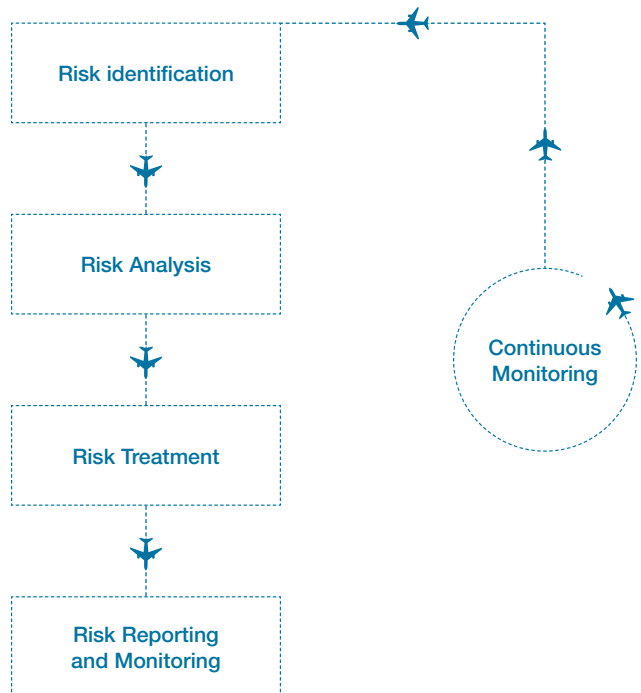 Risk identification
Risk Analysis
Continuous
Monitoring
Risk Treatment
Risk Reporting
and Monitoring